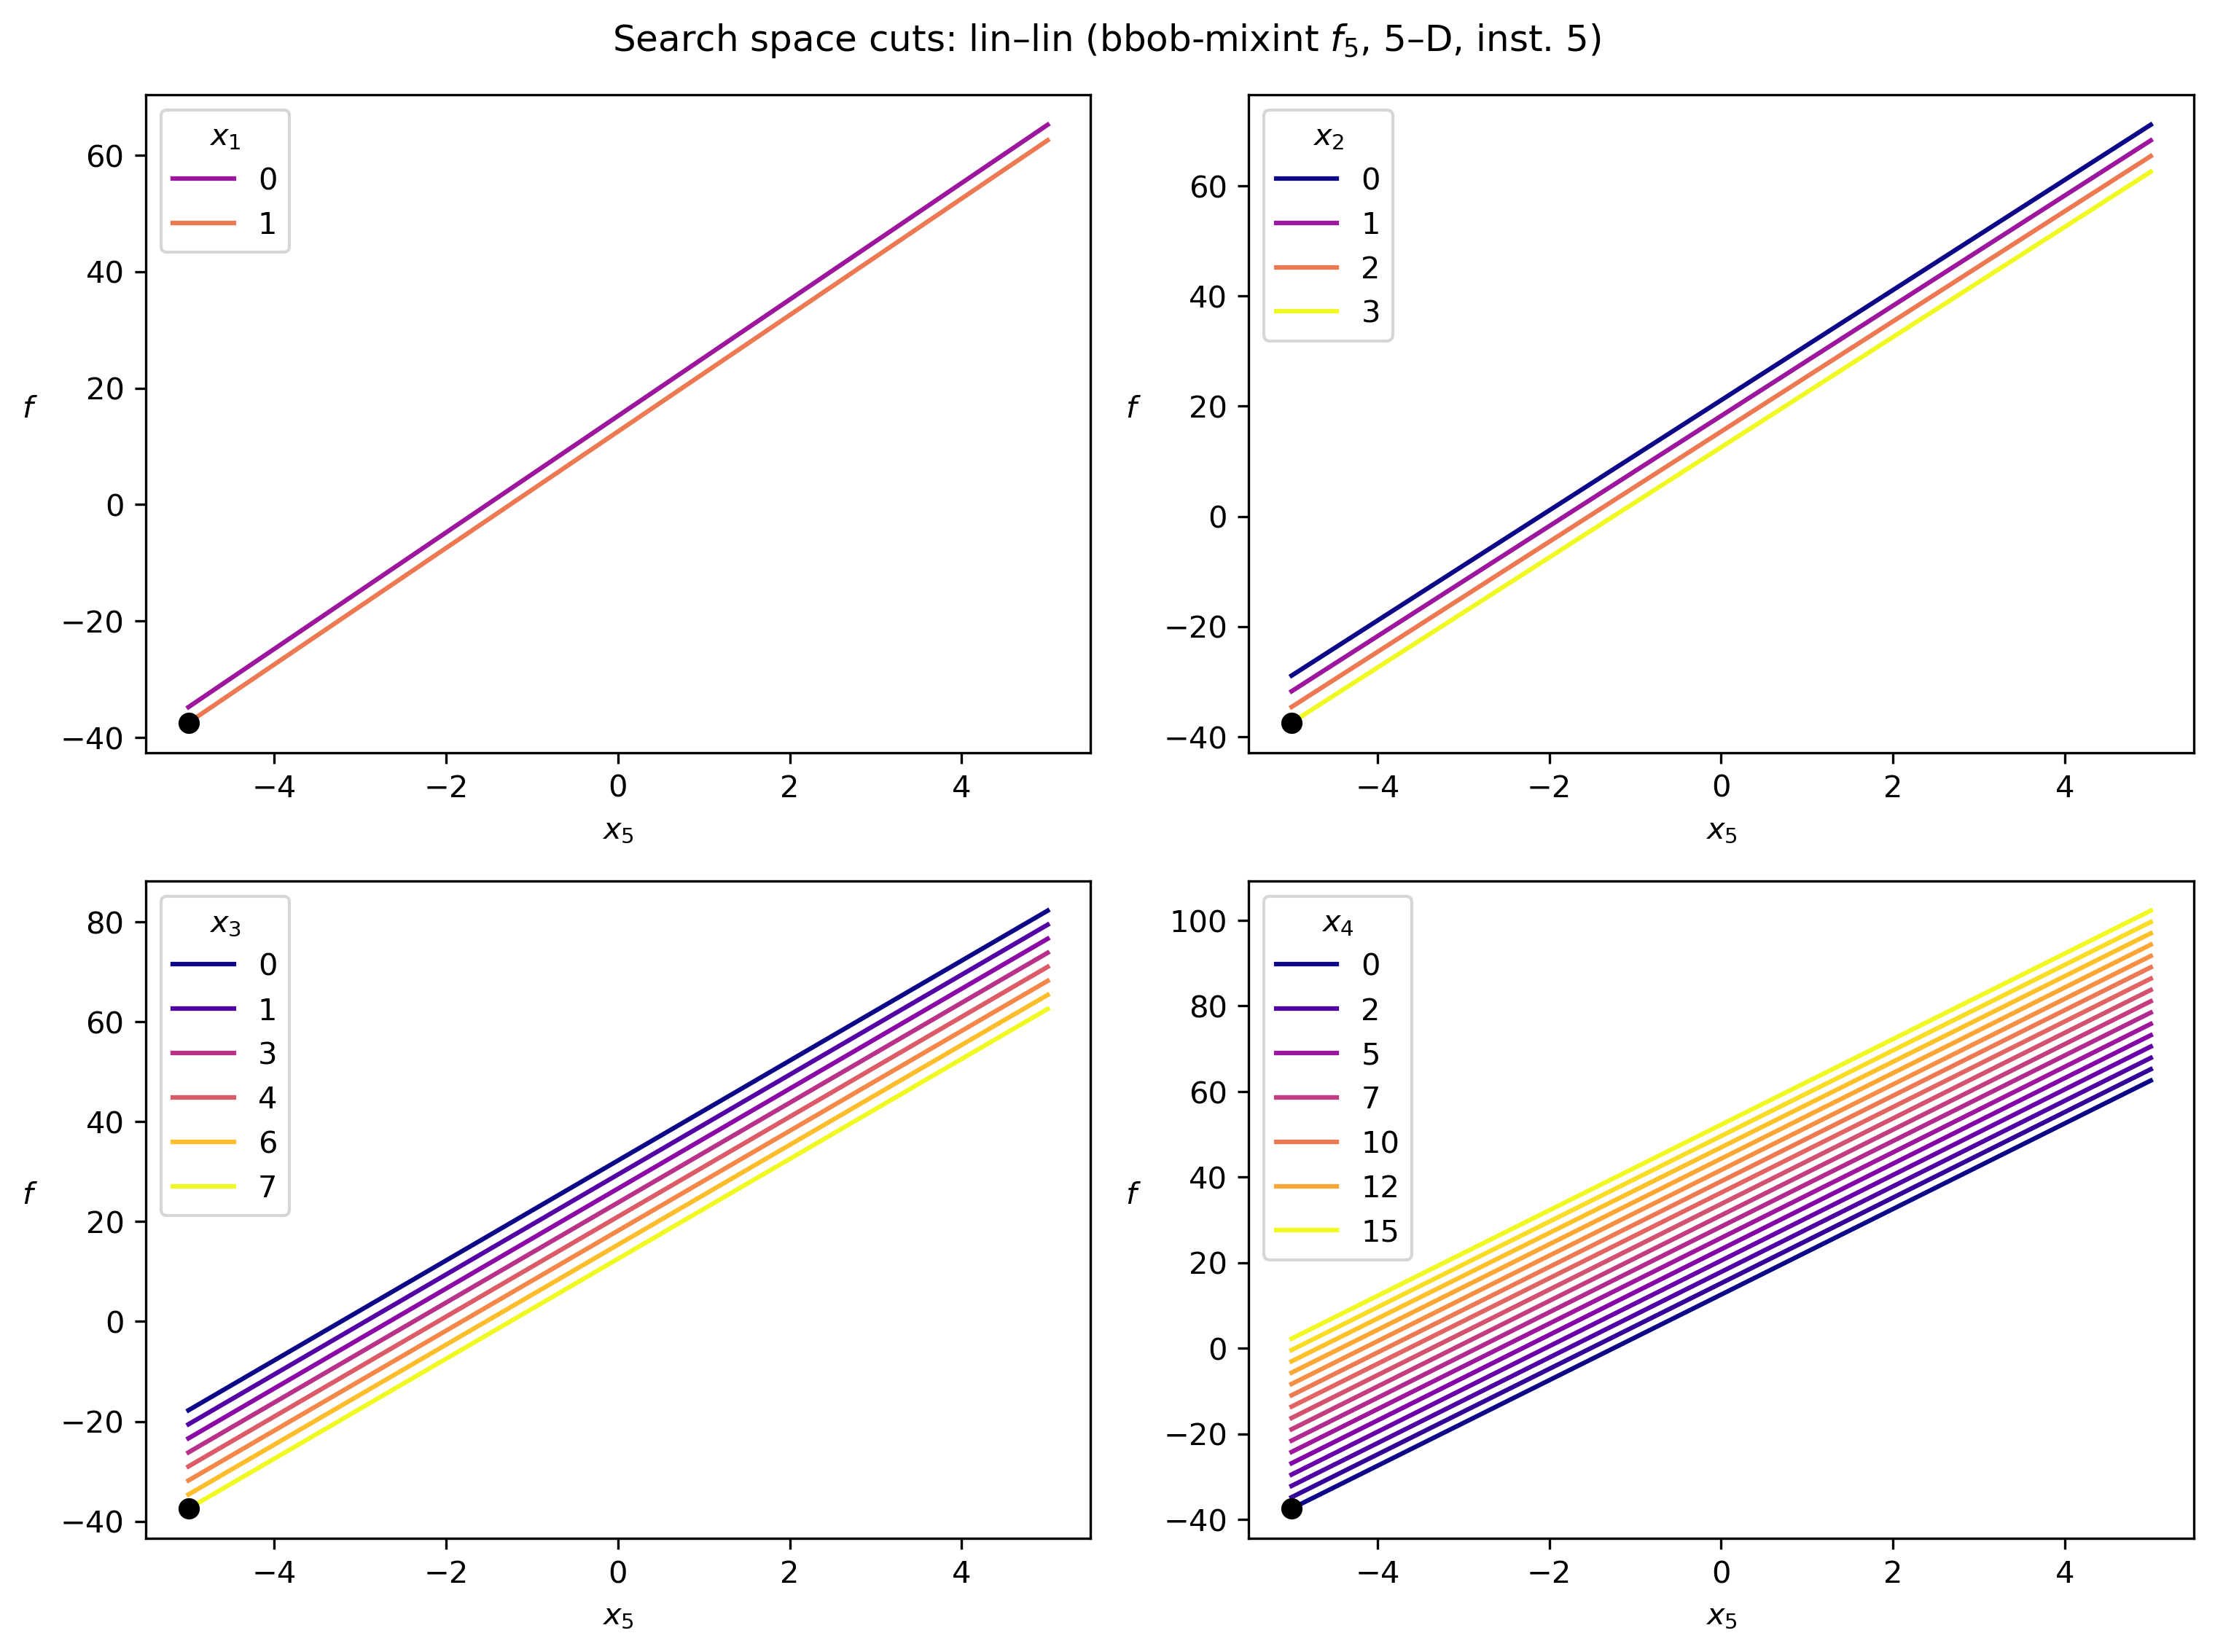 Search space cuts: lin–lin (bbob-mixint f₅, 5–D, inst. 5)
x₁
0
1
60
40
20
0
−20
−40
f
−4 −2 0 2 4
x₅
x₂
0
1
2
3
60
40
20
0
−20
−40
f
−4 −2 0 2 4
x₅
x₃
0
1
3
4
6
7
80
60
40
20
0
−20
−40
f
−4 −2 0 2 4
x₅
x₄
0
2
5
7
10
12
15
100
80
60
40
20
0
−20
−40
f
−4 −2 0 2 4
x₅